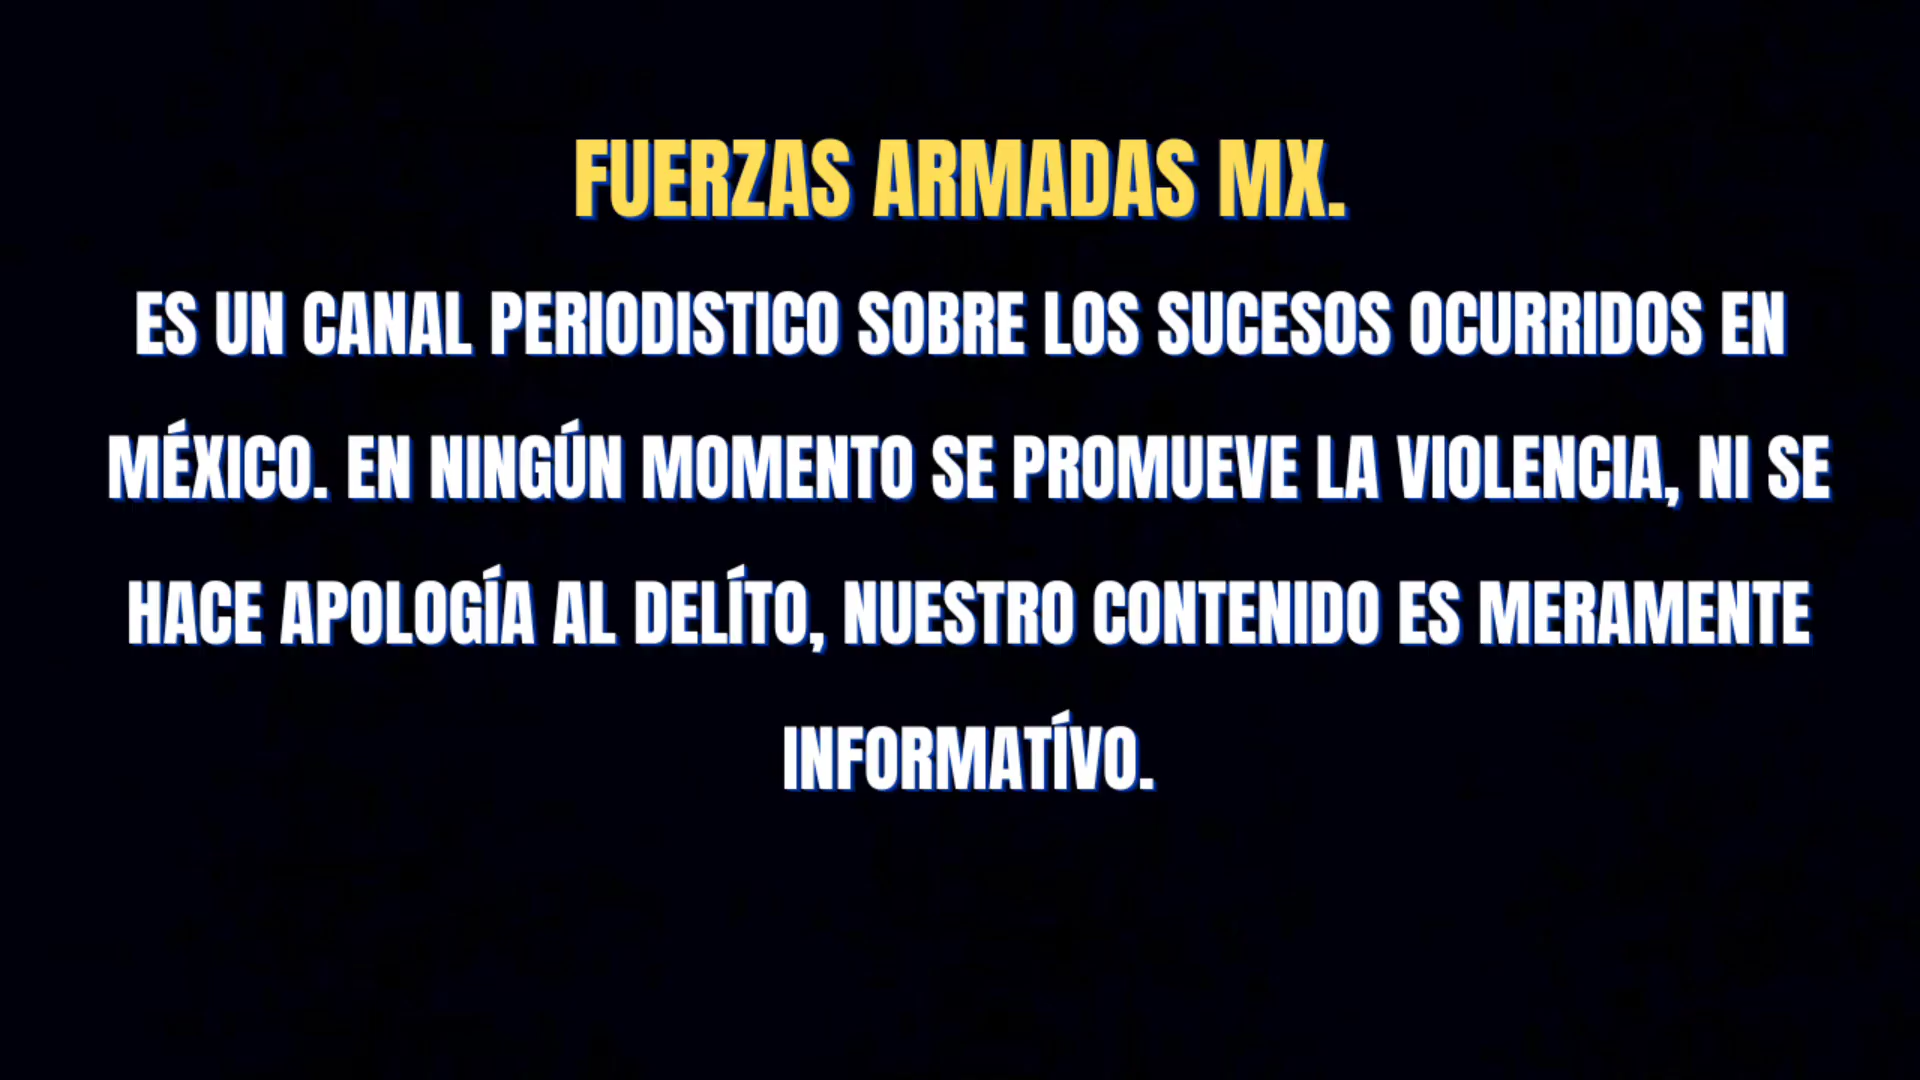 FUERZAS ARMADAS MX.
ES UN CANAL PERIODISTICO SOBRE LOS SUCESOS OCURRIDOS EN
MÉXICO. EN NINGÚN MOMENTO SE PROMUEVE LA VIOLENCIA, NI SE
HACE APOLOGÍA AL DELÍTO, NUESTRO CONTENIDO ES MERAMENTE
INFORMATÍVO.